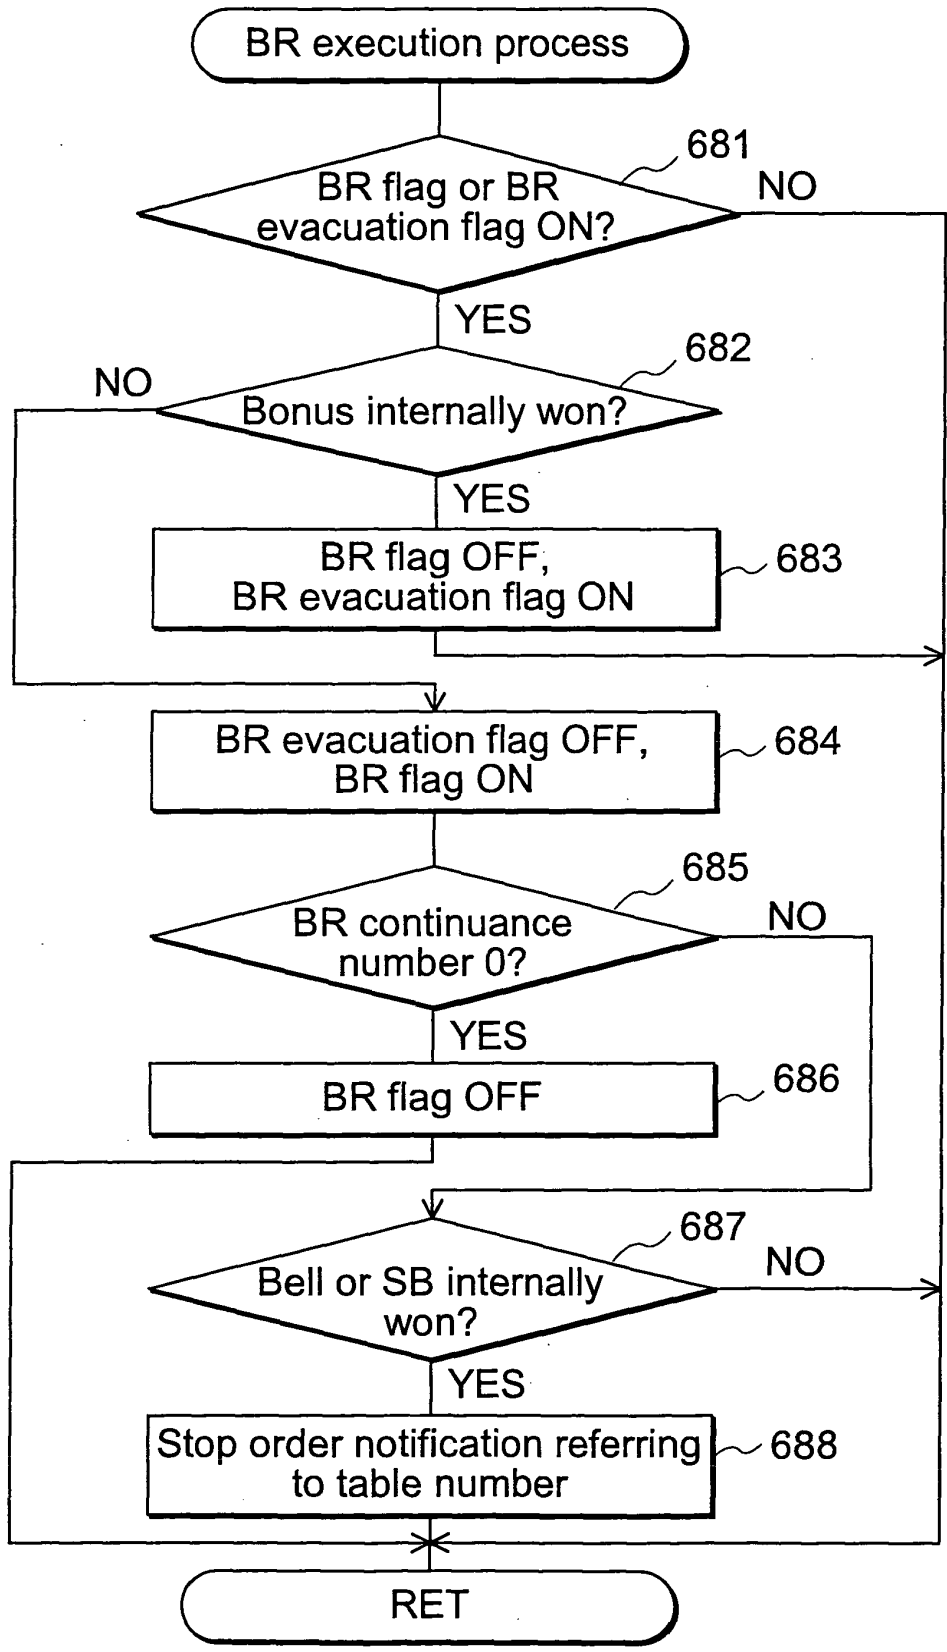 BR execution process
681
BR flag or BR
evacuation flag ON?
NO
YES
682
NO
Bonus internally won?
YES
BR flag OFF,
BR evacuation flag ON
683
BR evacuation flag OFF,
BR flag ON
684
685
BR continuance
number 0?
NO
YES
BR flag OFF
686
687
Bell or SB internally
won?
NO
YES
Stop order notification referring
to table number
688
RET